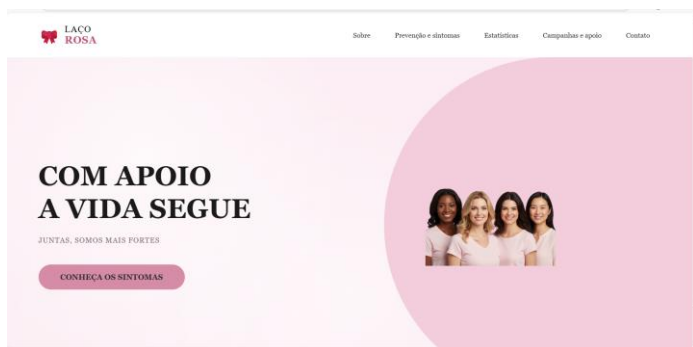 LAÇO
ROSA
Sobre
Prevenção e sintomas
Estatísticas
Campanhas e apoio
Contato
COM APOIO
A VIDA SEGUE
JUNTAS, SOMOS MAIS FORTES
CONHEÇA OS SINTOMAS